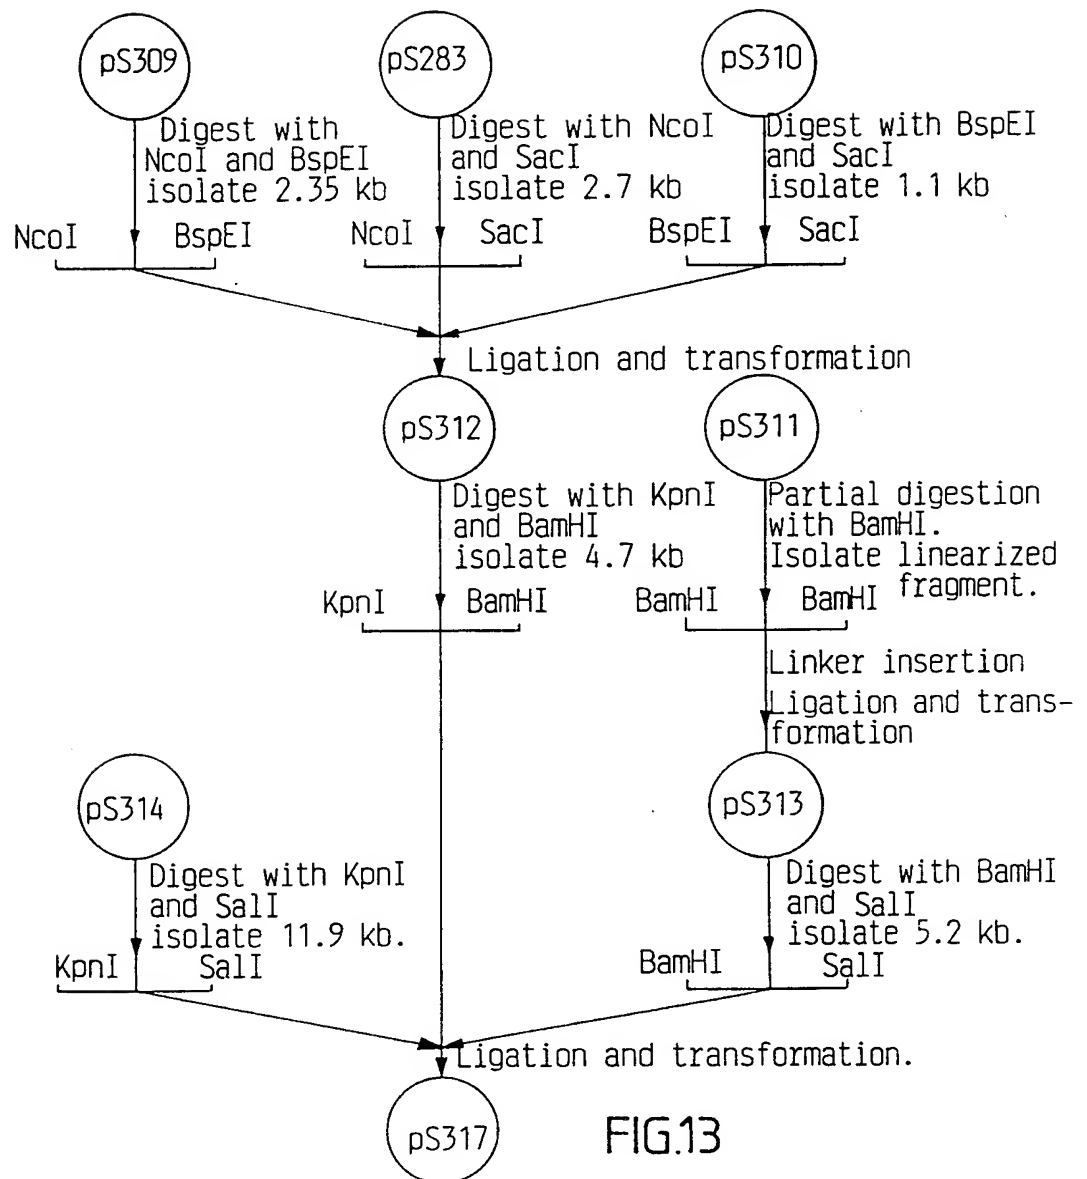 pS309
pS283
pS310
Digest with
NcoI and BspEI
isolate 2.35 kb
Digest with NcoI
and SacI
isolate 2.7 kb
Digest with BspEI
and SacI
isolate 1.1 kb
NcoI
BspEI
NcoI
SacI
BspEI
SacI
Ligation and transformation
pS312
pS311
Digest with KpnI
and BamHI
isolate 4.7 kb
Partial digestion
with BamHI.
Isolate linearized
fragment.
KpnI
BamHI
BamHI
BamHI
Linker insertion
Ligation and trans-
formation
pS314
pS313
Digest with KpnI
and SalI
isolate 11.9 kb.
Digest with BamHI
and SalI
isolate 5.2 kb.
KpnI
SalI
BamHI
SalI
Ligation and transformation.
pS317
FIG.13